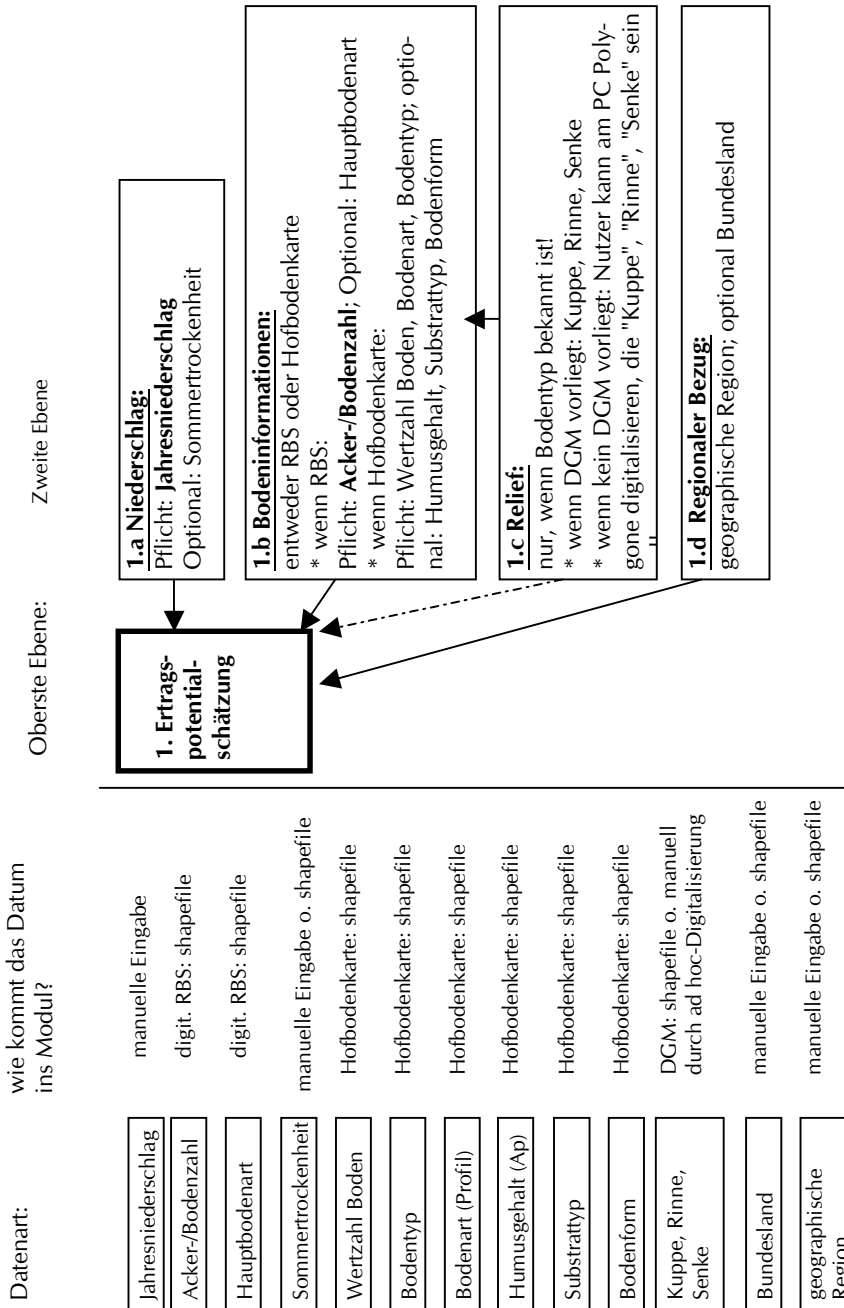 Datenart:
wie kommt das Datum
ins Modul?
Oberste Ebene:
Zweite Ebene
Jahresniederschlag
manuelle Eingabe
Acker-/Bodenzahl
digit. RBS: shapefile
Hauptbodenart
digit. RBS: shapefile
Sommertrockenheit
manuelle Eingabe o. shapefile
Wertzahl Boden
Hofbodenkarte: shapefile
Bodentyp
Hofbodenkarte: shapefile
Bodenart (Profil)
Hofbodenkarte: shapefile
Humusgehalt (Ap)
Hofbodenkarte: shapefile
Substrattyp
Hofbodenkarte: shapefile
Bodenform
Hofbodenkarte: shapefile
Kuppe, Rinne,
Senke
DGM: shapefile o. manuell
durch ad hoc-Digitalisierung
Bundesland
manuelle Eingabe o. shapefile
geographische
Region
manuelle Eingabe o. shapefile
1. Ertrags-
potential-
schätzung
1.a Niederschlag:
Pflicht: Jahresniederschlag
Optional: Sommertrockenheit
1.b Bodeninformationen:
entweder RBS oder Hofbodenkarte
* wenn RBS:
Pflicht: Acker-/Bodenzahl; Optional: Hauptbodenart
* wenn Hofbodenkarte:
Pflicht: Wertzahl Boden, Bodenart, Bodentyp; optio-
nal: Humusgehalt, Substrattyp, Bodenform
1.c Relief:
nur, wenn Bodentyp bekannt ist!
* wenn DGM vorliegt: Kuppe, Rinne, Senke
* wenn kein DGM vorliegt: Nutzer kann am PC Poly-
gone digitalisieren, die "Kuppe", "Rinne", "Senke" sein
1.d Regionaler Bezug:
geographische Region; optional Bundesland